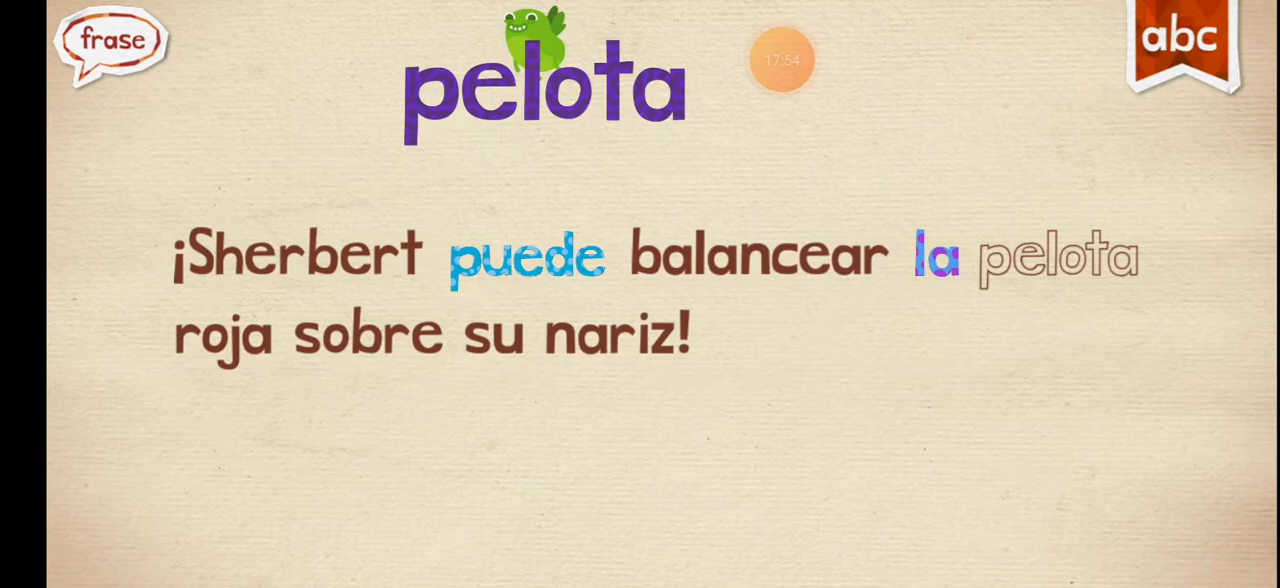 frase
pelota
17:54
abc
¡Sherbert puede balancear la pelota
roja sobre su nariz!